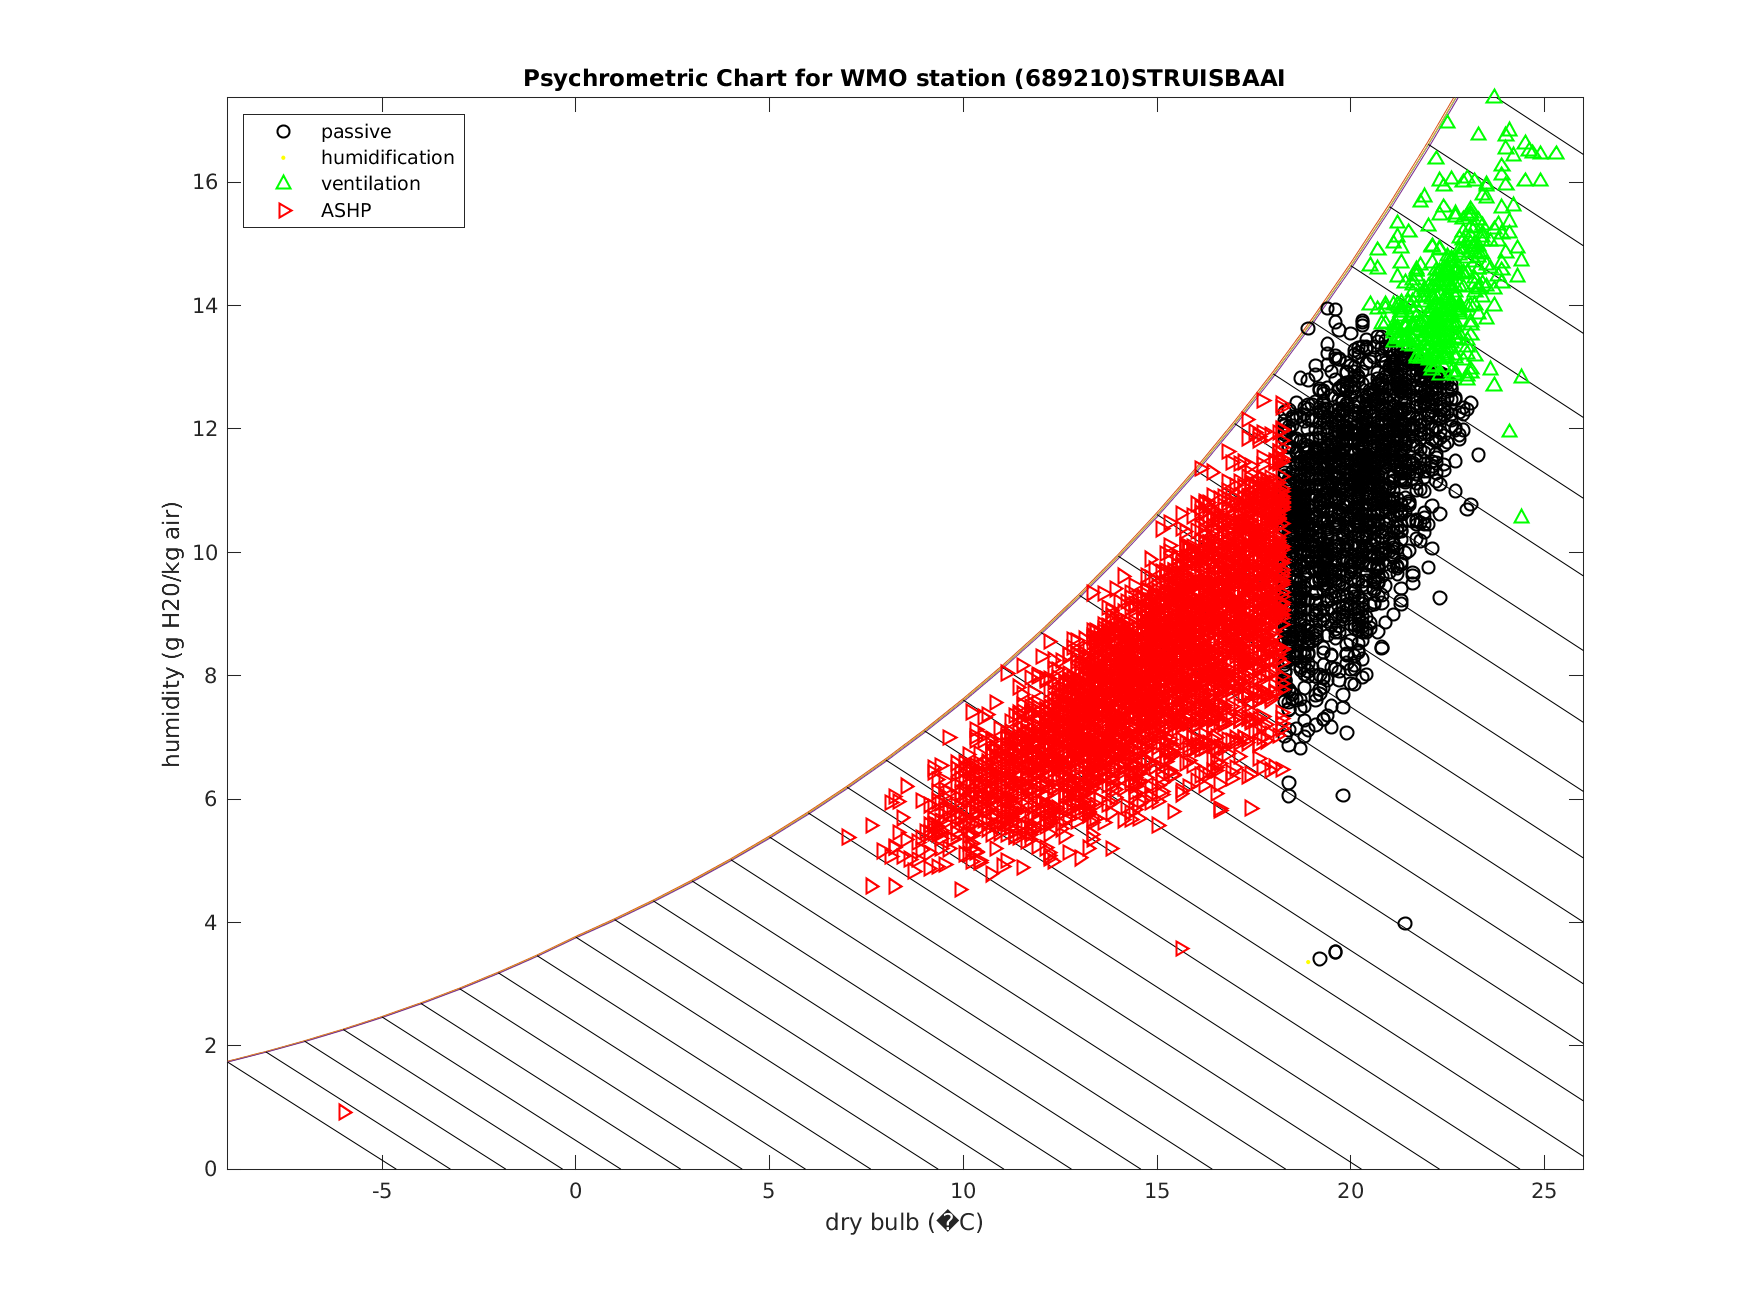 Psychrometric Chart for WMO station (689210)STRUISBAAI
passive
humidification
ventilation
ASHP
humidity (g H20/kg air)
16
14
12
10
8
6
4
2
0
-5 0 5 10 15 20 25
dry bulb (�C)